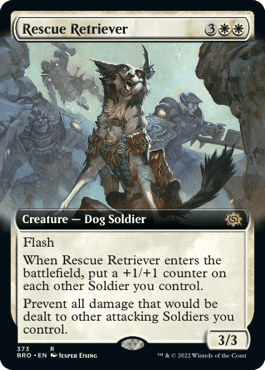 Rescue Retriever 3
Creature — Dog Soldier
Flash
When Rescue Retriever enters the
battlefield, put a +1/+1 counter on
each other Soldier you control.
Prevent all damage that would be
dealt to other attacking Soldiers you
control.
3/3
373 R
BRO • EN Jesper Ejsing
™ & © 2022 Wizards of the Coast